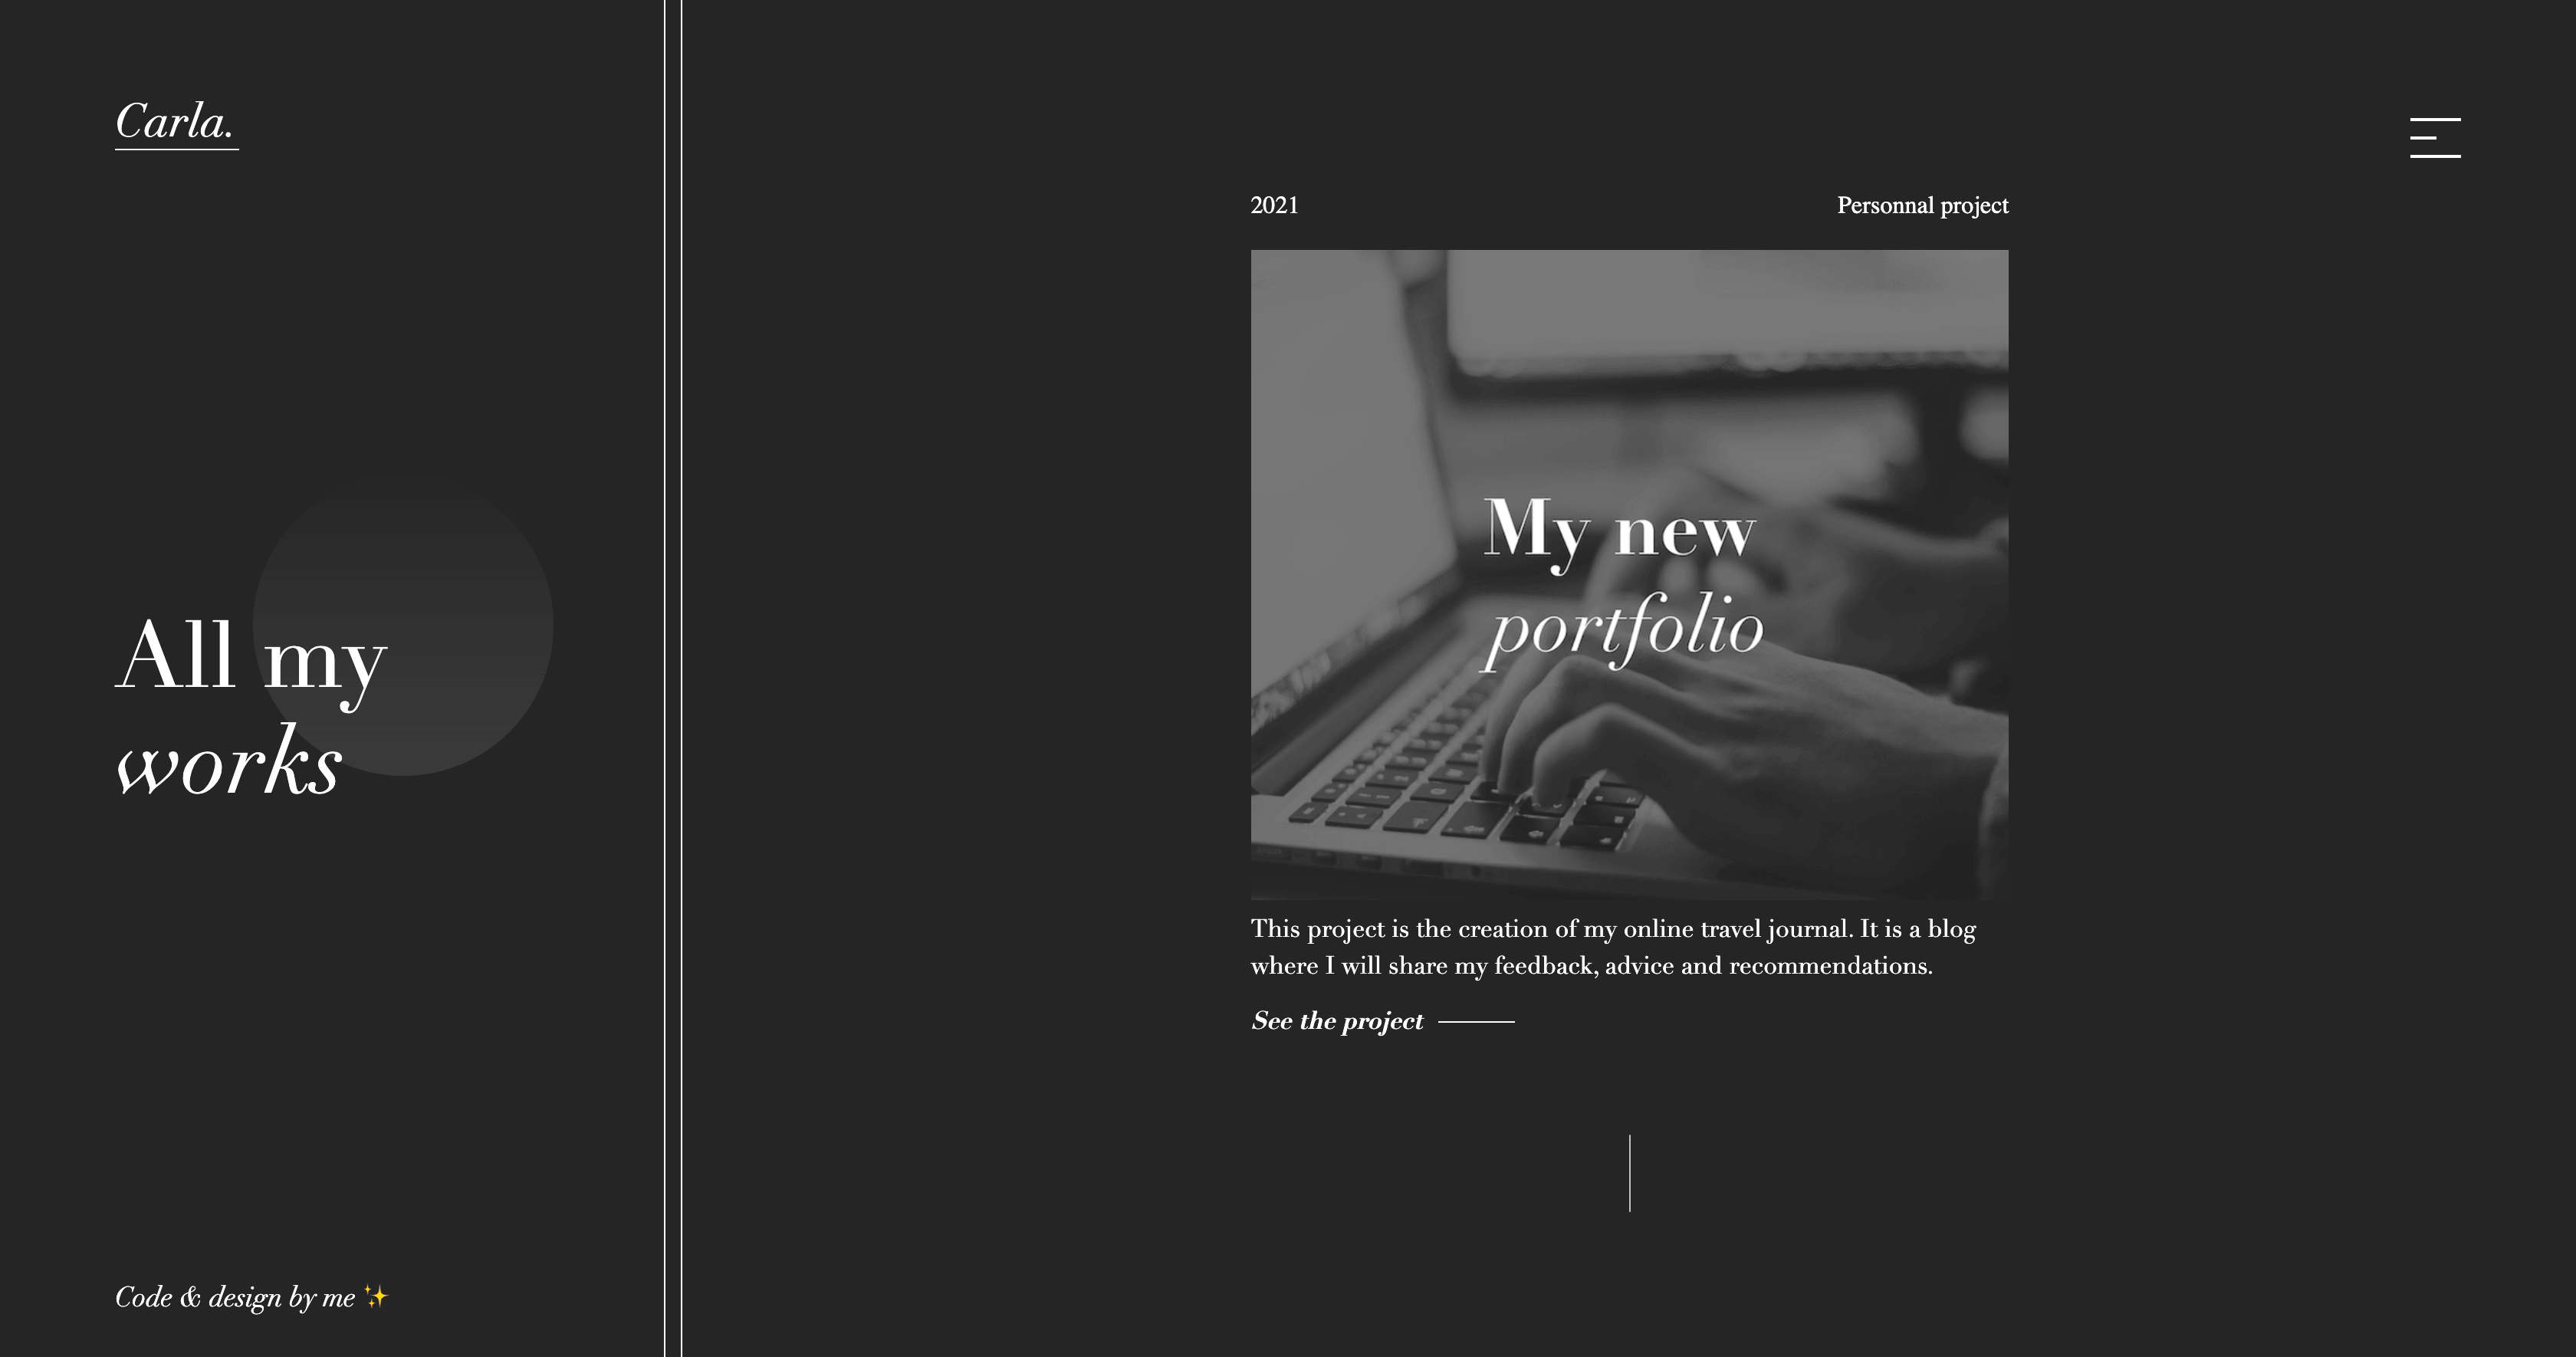 Carla.
2021
Personnal project
All my
works
My new
portfolio
This project is the creation of my online travel journal. It is a blog
where I will share my feedback, advice and recommendations.
See the project
Code & design by me ✨